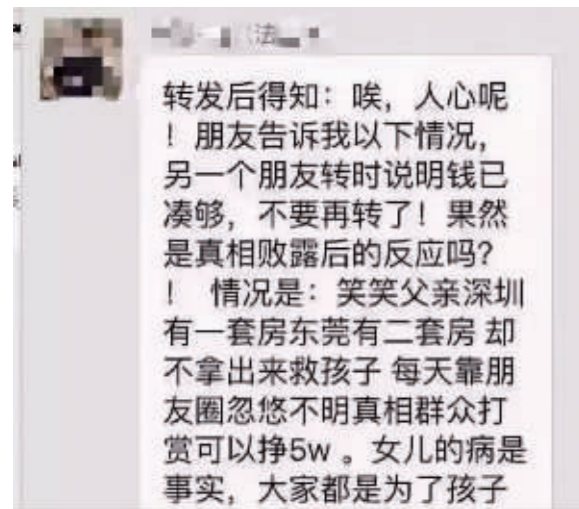 法
转发后得知：唉，人心呢
！朋友告诉我以下情况，
另一个朋友转时说明钱已
凑够，不要再转了！果然
是真相败露后的反应吗？
！ 情况是：笑笑父亲深圳
有一套房东莞有二套房 却
不拿出来救孩子 每天靠朋
友圈忽悠不明真相群众打
赏可以挣5w 。女儿的病是
事实，大家都是为了孩子